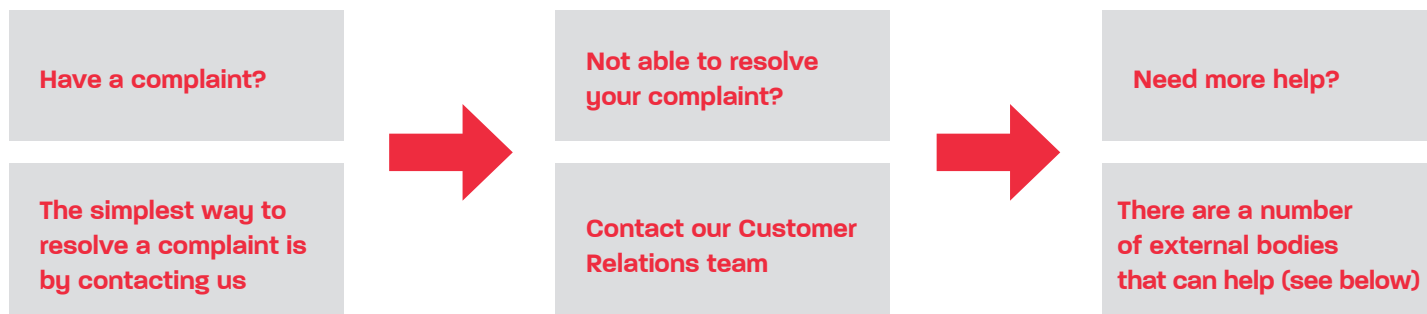 Have a complaint?
The simplest way to
resolve a complaint is
by contacting us
Not able to resolve
your complaint?
Contact our Customer
Relations team
Need more help?
There are a number
of external bodies
that can help (see below)